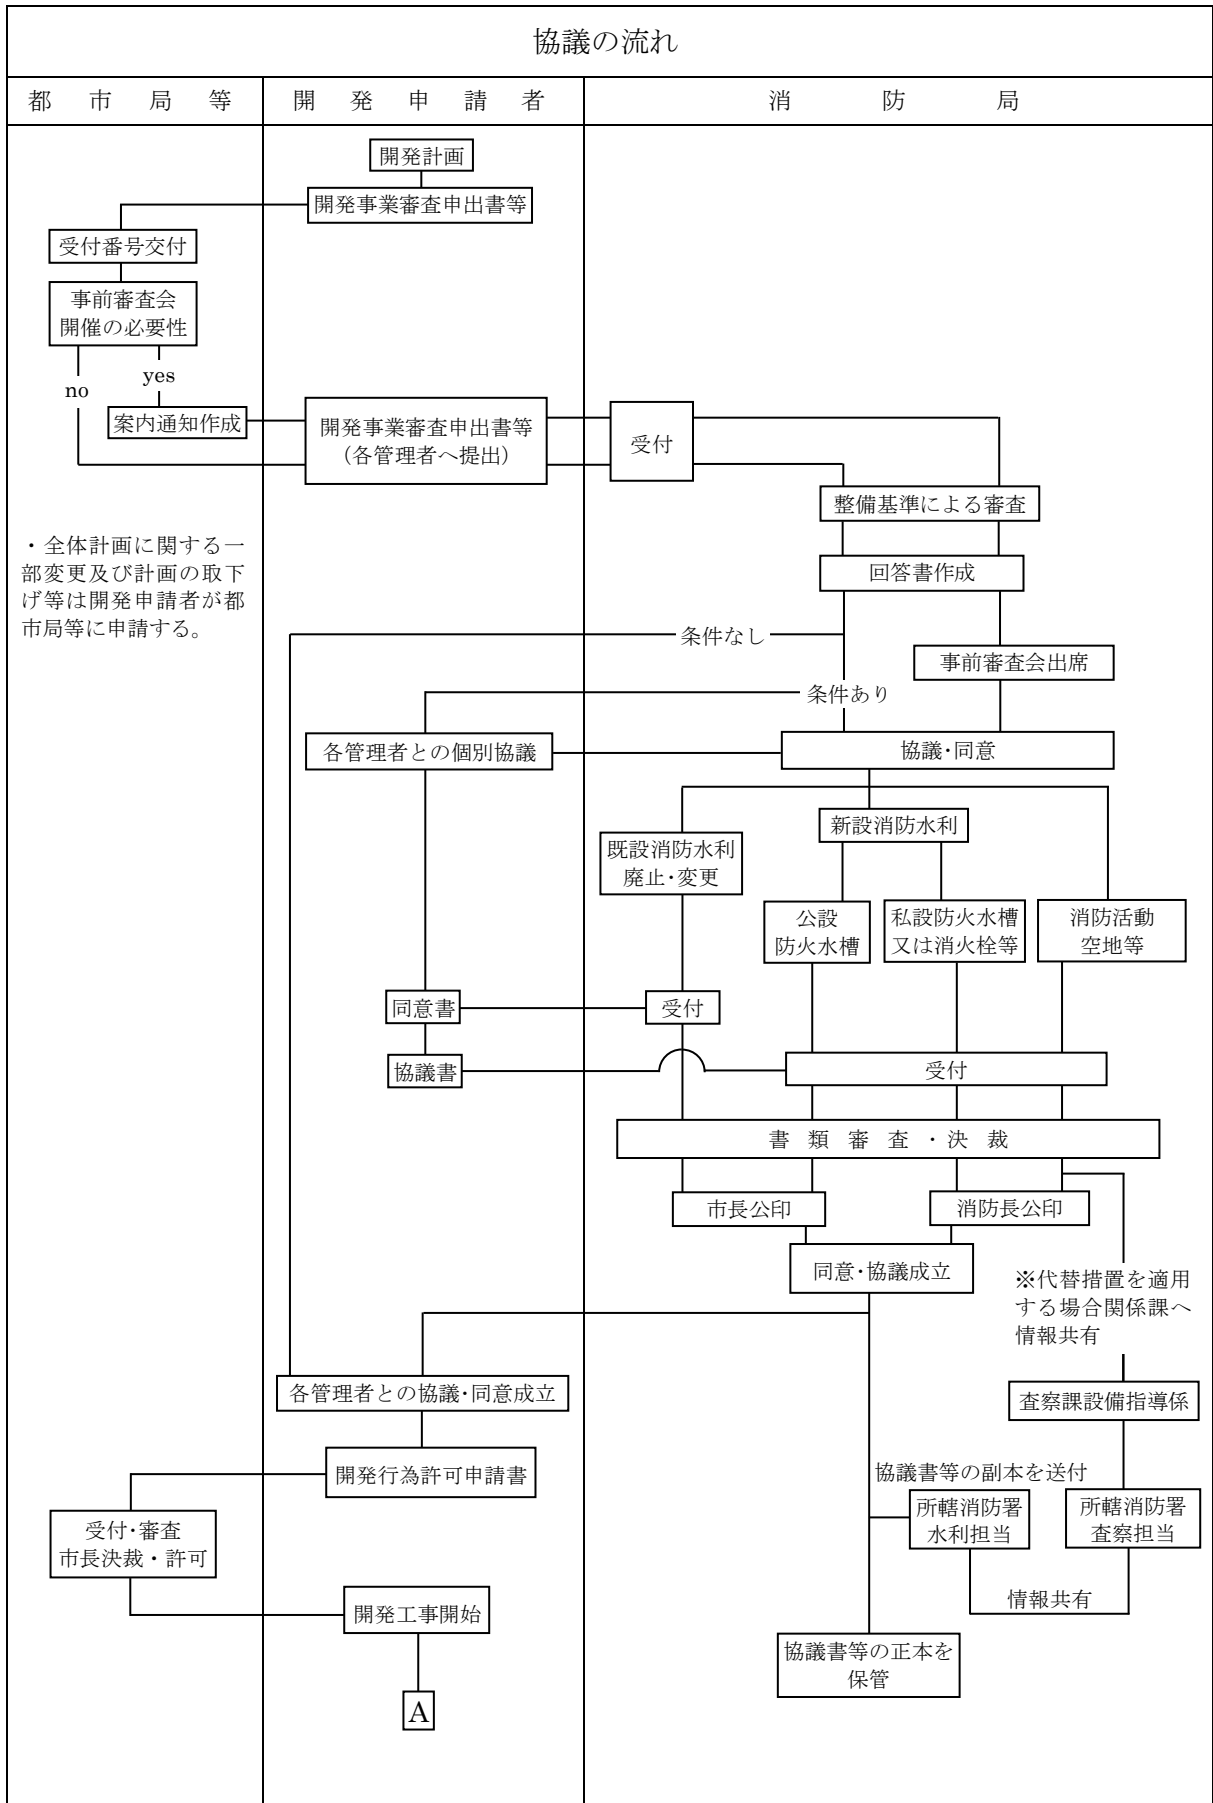 協議の流れ
都市局等
開発申請者
消防局
開発計画
開発事業審査申出書等
受付番号交付
事前審査会
開催の必要性
no
yes
案内通知作成
開発事業審査申出書等
（各管理者へ提出）
受付
整備基準による審査
・全体計画に関する一
部変更及び計画の取下
げ等は開発申請者が都
市局等に申請する。
回答書作成
条件なし
事前審査会出席
条件あり
各管理者との個別協議
協議・同意
新設消防水利
既設消防水利
廃止・変更
公設
防火水槽
私設防火水槽
又は消火栓等
消防活動
空地等
同意書
受付
協議書
受付
書類審査・決裁
市長公印
消防長公印
同意・協議成立
※代替措置を適用
する場合関係課へ
情報共有
各管理者との協議・同意成立
査察課設備指導係
開発行為許可申請書
協議書等の副本を送付
受付・審査
市長決裁・許可
所轄消防署
水利担当
所轄消防署
査察担当
開発工事開始
情報共有
協議書等の正本を
保管
A